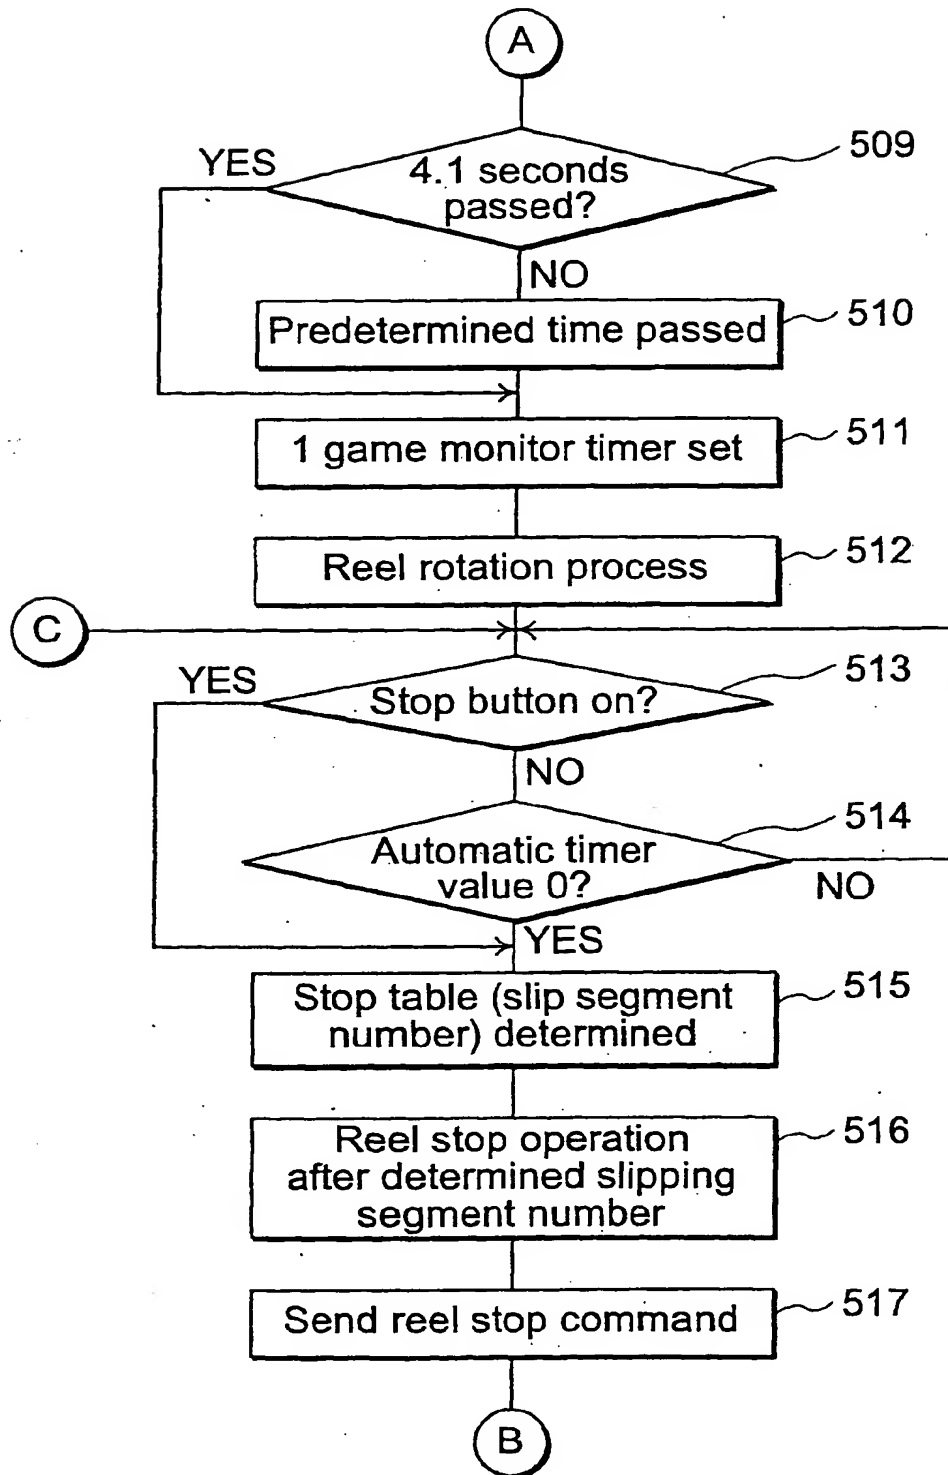 A
YES
4.1 seconds
passed?
509
NO
Predetermined time passed
510
1 game monitor timer set
511
Reel rotation process
512
C
YES
Stop button on?
513
NO
Automatic timer
value 0?
514
NO
YES
Stop table (slip segment
number) determined
515
Reel stop operation
after determined slipping
segment number
516
Send reel stop command
517
B